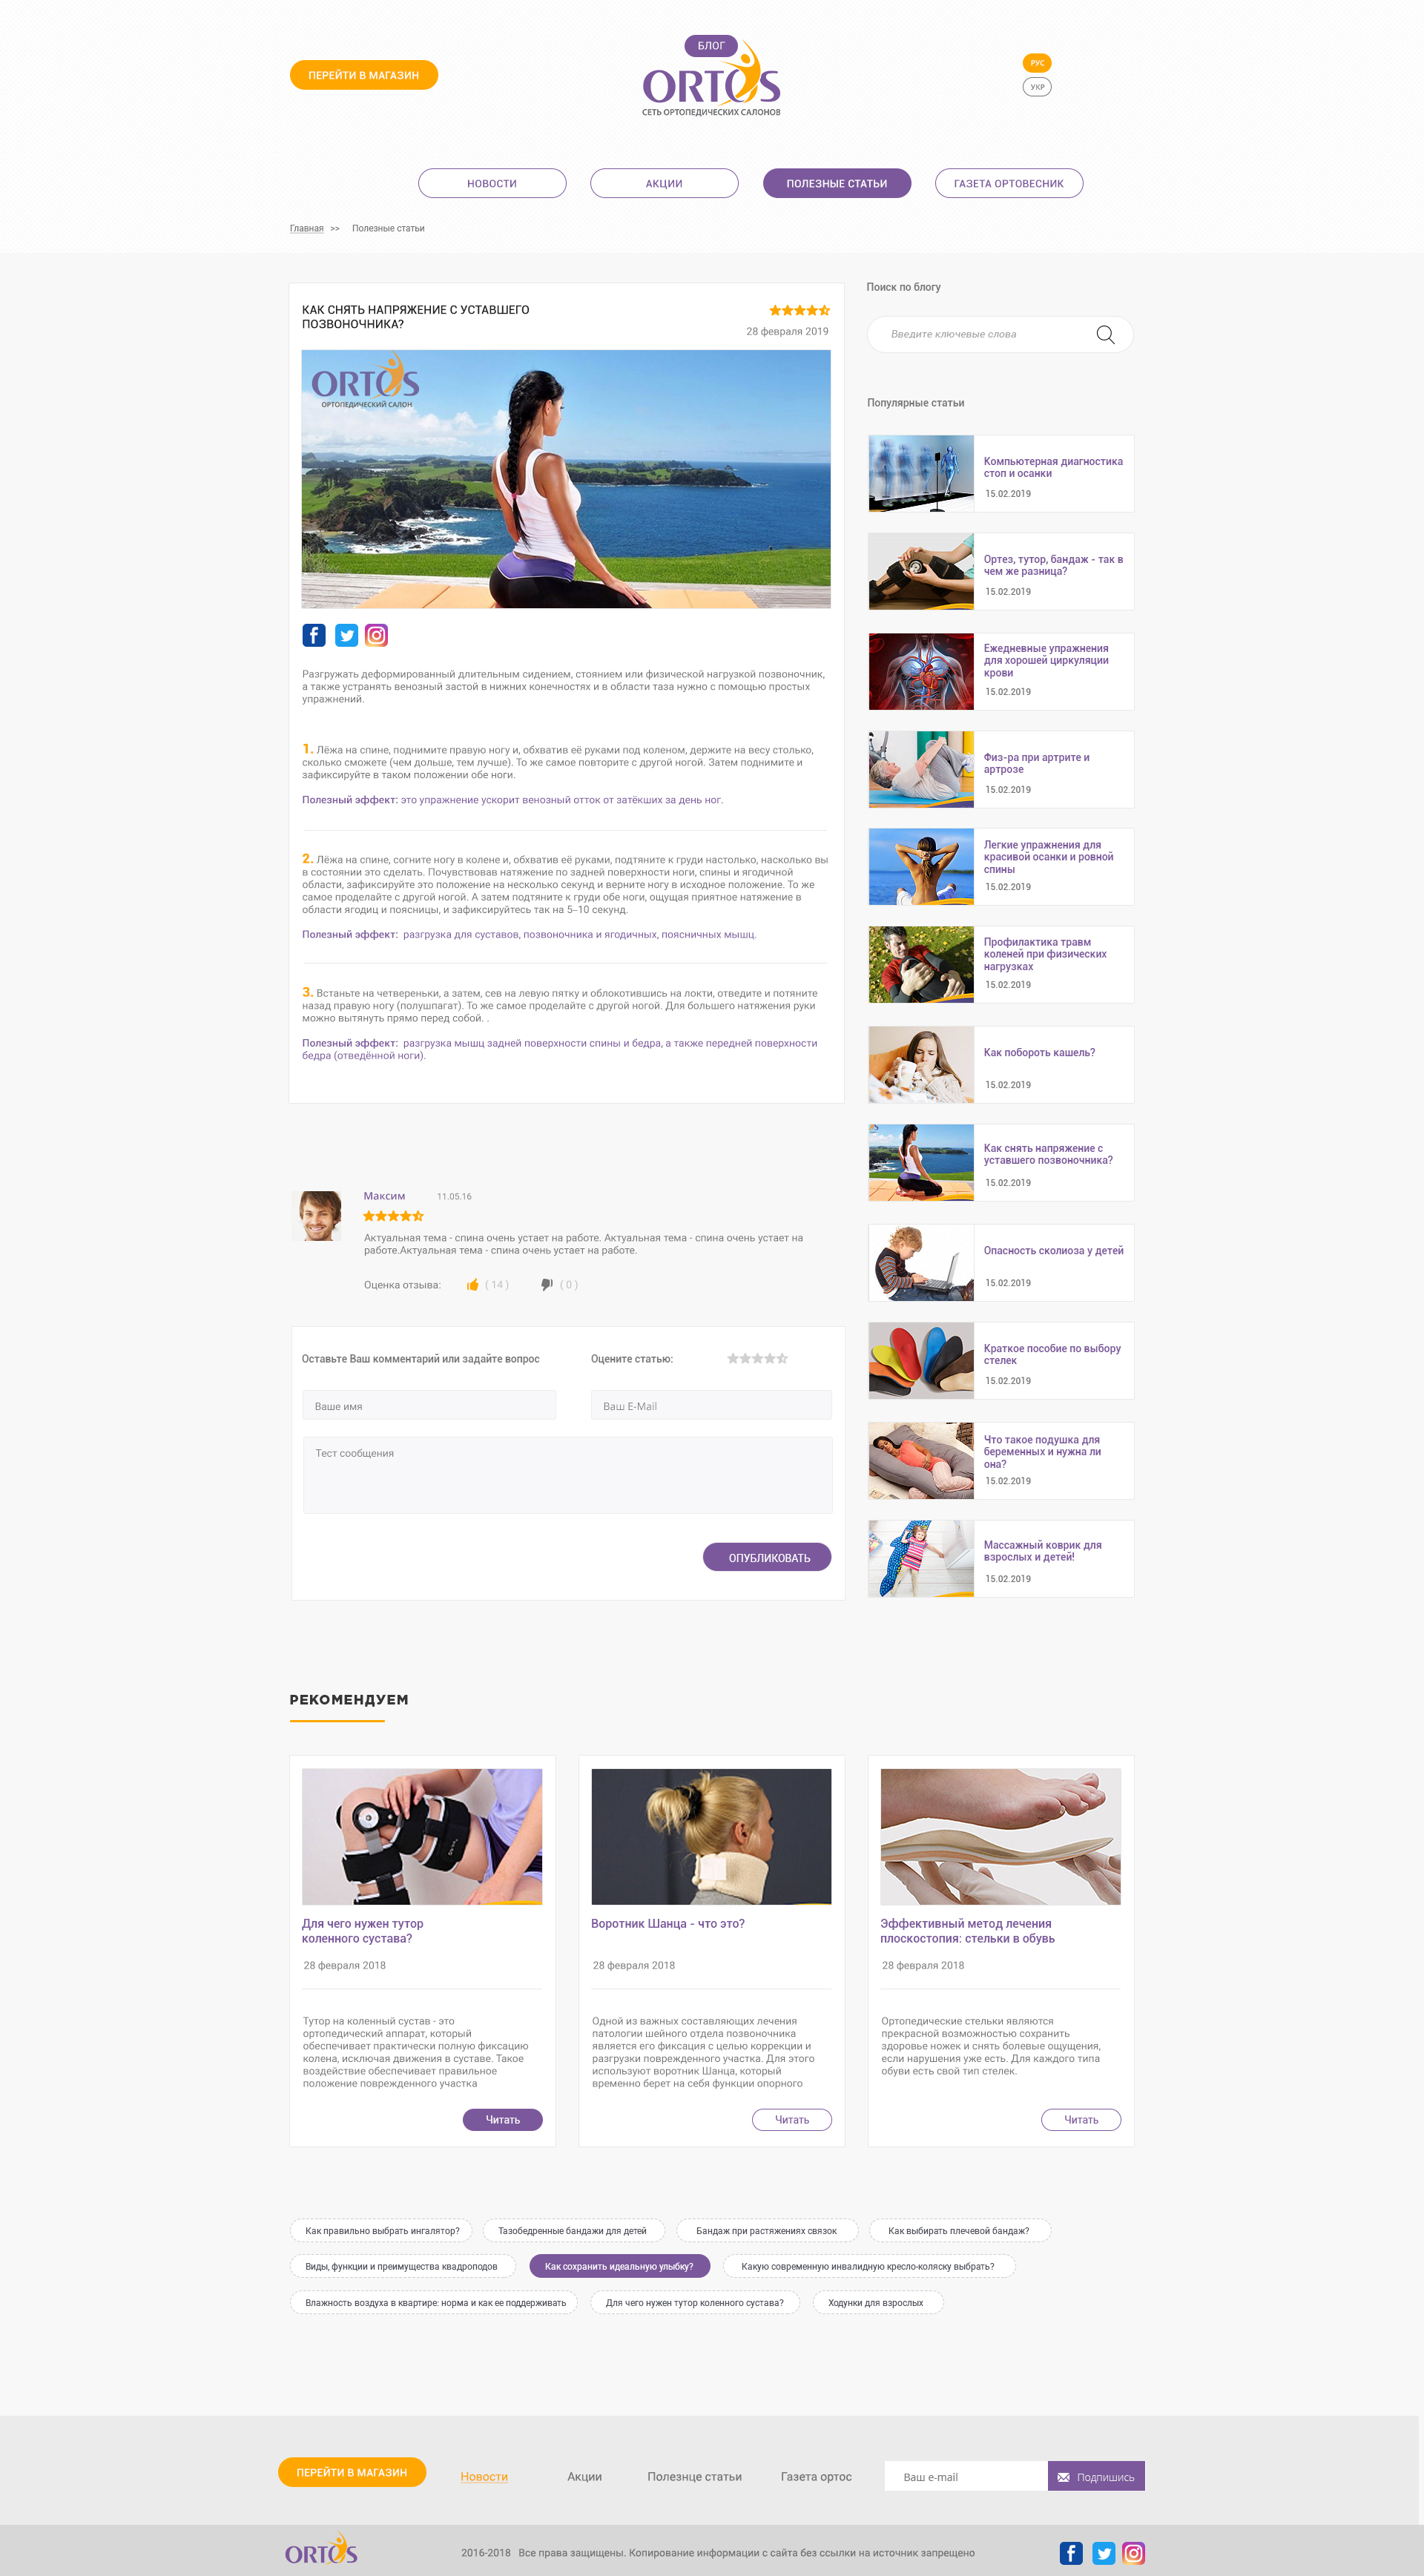 ПЕРЕЙТИ В МАГАЗИН
БЛОГ
ORTOS
СЕТЬ ОРТОПЕДИЧЕСКИХ САЛОНОВ
РУС
УКР
НОВОСТИ
АКЦИИ
ПОЛЕЗНЫЕ СТАТЬИ
ГАЗЕТА ОРТОВЕСНИК
Главная >> Полезные статьи
КАК СНЯТЬ НАПРЯЖЕНИЕ С УСТАВШЕГО
ПОЗВОНОЧНИКА?
28 февраля 2019
ORTOS
ОРТОПЕДИЧЕСКИЙ САЛОН
Разгружать деформированный длительным сидением, стоянием или физической нагрузкой позвоночник,
а также устранять венозный застой в нижних конечностях и в области таза нужно с помощью простых
упражнений.
1. Лёжа на спине, поднимите правую ногу и, обхватив её руками под коленом, держите на весу столько,
сколько сможете (чем дольше, тем лучше). То же самое повторите с другой ногой. Затем поднимите и
зафиксируйте в таком положении обе ноги.
Полезный эффект: это упражнение ускорит венозный отток от затёкших за день ног.
2. Лёжа на спине, согните ногу в колене и, обхватив её руками, подтяните к груди настолько, насколько вы
в состоянии это сделать. Почувствовав натяжение по задней поверхности ноги, спины и ягодичной
области, зафиксируйте это положение на несколько секунд и верните ногу в исходное положение. То же
самое проделайте с другой ногой. А затем подтяните к груди обе ноги, ощущая приятное натяжение в
области ягодиц и поясницы, и зафиксируйтесь так на 5–10 секунд.
Полезный эффект: разгрузка для суставов, позвоночника и ягодичных, поясничных мышц.
3. Встаньте на четвереньки, а затем, сев на левую пятку и облокотившись на локти, отведите и потяните
назад правую ногу (полушпагат). То же самое проделайте с другой ногой. Для большего натяжения руки
можно вытянуть прямо перед собой. .
Полезный эффект: разгрузка мышц задней поверхности спины и бедра, а также передней поверхности
бедра (отведённой ноги).
Максим 11.05.16
Актуальная тема - спина очень устает на работе. Актуальная тема - спина очень устает на
работе.Актуальная тема - спина очень устает на работе.
Оценка отзыва: ( 14 ) ( 0 )
Оставьте Ваш комментарий или задайте вопрос
Оцените статью:
Ваше имя
Ваш E-Mail
Тест сообщения
ОПУБЛИКОВАТЬ
Поиск по блогу
Введите ключевые слова
Популярные статьи
Компьютерная диагностика
стоп и осанки
15.02.2019
Ортез, тутор, бандаж - так в
чем же разница?
15.02.2019
Ежедневные упражнения
для хорошей циркуляции
крови
15.02.2019
Физ-ра при артрите и
артрозе
15.02.2019
Легкие упражнения для
красивой осанки и ровной
спины
15.02.2019
Профилактика травм
коленей при физических
нагрузках
15.02.2019
Как побороть кашель?
15.02.2019
Как снять напряжение с
уставшего позвоночника?
15.02.2019
Опасность сколиоза у детей
15.02.2019
Краткое пособие по выбору
стелек
15.02.2019
Что такое подушка для
беременных и нужна ли
она?
15.02.2019
Массажный коврик для
взрослых и детей!
15.02.2019
РЕКОМЕНДУЕМ
Для чего нужен тутор
коленного сустава?
28 февраля 2018
Тутор на коленный сустав - это
ортопедический аппарат, который
обеспечивает практически полную фиксацию
колена, исключая движения в суставе. Такое
воздействие обеспечивает правильное
положение поврежденного участка
Читать
Воротник Шанца - что это?
28 февраля 2018
Одной из важных составляющих лечения
патологии шейного отдела позвоночника
является его фиксация с целью коррекции и
разгрузки поврежденного участка. Для этого
используют воротник Шанца, который
временно берет на себя функции опорного
Читать
Эффективный метод лечения
плоскостопия: стельки в обувь
28 февраля 2018
Ортопедические стельки являются
прекрасной возможностью сохранить
здоровье ножек и снять болевые ощущения,
если нарушения уже есть. Для каждого типа
обуви есть свой тип стелек.
Читать
Как правильно выбрать ингалятор?
Тазобедренные бандажи для детей
Бандаж при растяжениях связок
Как выбирать плечевой бандаж?
Виды, функции и преимущества квадроподов
Как сохранить идеальную улыбку?
Какую современную инвалидную кресло-коляску выбрать?
Влажность воздуха в квартире: норма и как ее поддерживать
Для чего нужен тутор коленного сустава?
Ходунки для взрослых
ПЕРЕЙТИ В МАГАЗИН
Новости
Акции
Полезнце статьи
Газета ортос
Ваш e-mail
Подпишись
ORTOS
2016-2018 Все права защищены. Копирование информации с сайта без ссылки на источник запрещено